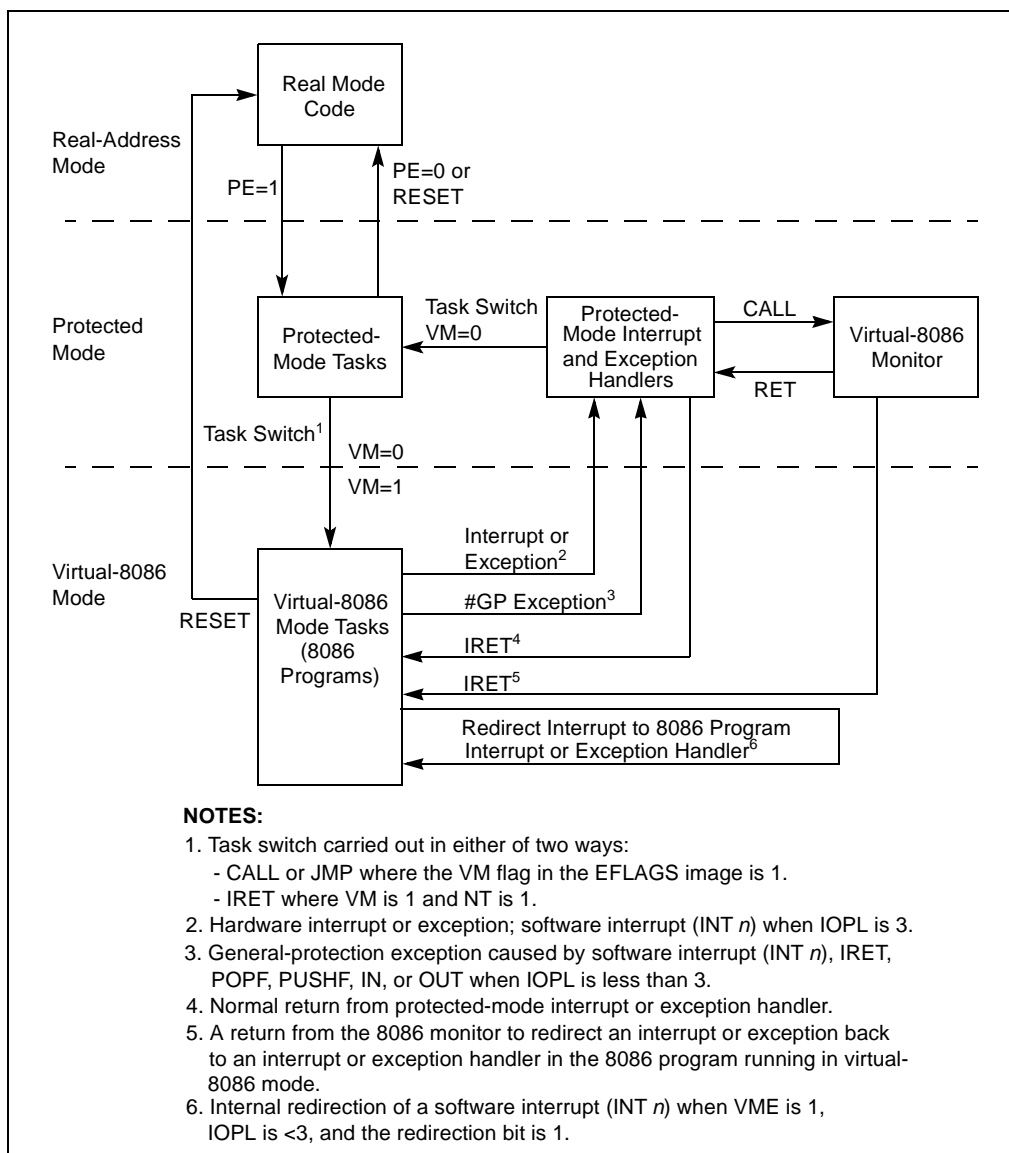 Real Mode
Code
Real-Address
Mode
PE=1
PE=0 or
RESET
Protected
Mode
Protected-
Mode Tasks
Task Switch
VM=0
Protected-
Mode Interrupt
and Exception
Handlers
CALL
RET
Virtual-8086
Monitor
Task Switch¹
VM=0
VM=1
Virtual-8086
Mode
RESET
Virtual-8086
Mode Tasks
(8086
Programs)
Interrupt or
Exception²
#GP Exception³
IRET⁴
IRET⁵
Redirect Interrupt to 8086 Program
Interrupt or Exception Handler⁶
NOTES:
1. Task switch carried out in either of two ways:
- CALL or JMP where the VM flag in the EFLAGS image is 1.
- IRET where VM is 1 and NT is 1.
2. Hardware interrupt or exception; software interrupt (INT n) when IOPL is 3.
3. General-protection exception caused by software interrupt (INT n), IRET,
POPF, PUSHF, IN, or OUT when IOPL is less than 3.
4. Normal return from protected-mode interrupt or exception handler.
5. A return from the 8086 monitor to redirect an interrupt or exception back
to an interrupt or exception handler in the 8086 program running in virtual-
8086 mode.
6. Internal redirection of a software interrupt (INT n) when VME is 1,
IOPL is <3, and the redirection bit is 1.